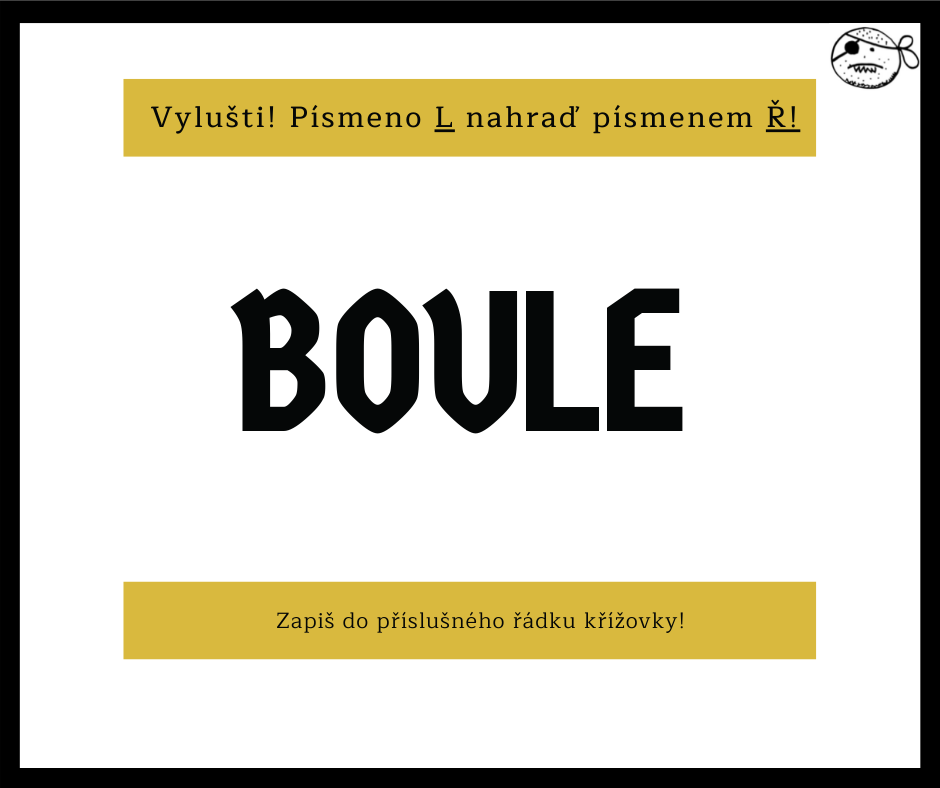 Vylušti! Písmeno L nahraď písmenem Ř!
BOULE
Zapiš do příslušného řádku křížovky!